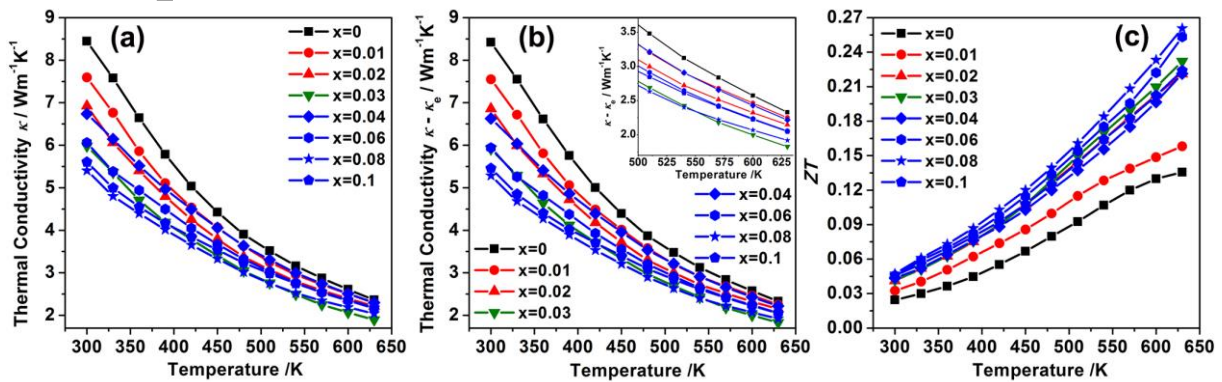 (a)
Thermal Conductivity κ / Wm⁻¹K⁻¹
9
8
7
6
5
4
3
2
x=0
x=0.01
x=0.02
x=0.03
x=0.04
x=0.06
x=0.08
x=0.1
300 350 400 450 500 550 600 650
Temperature /K
(b)
Thermal Conductivity κ - κₑ / Wm⁻¹K⁻¹
9
8
7
6
5
4
3
2
κ - κₑ / Wm⁻¹K⁻¹
3.5
3.0
2.5
2.0
500 525 540 570 600 630
Temperature /K
x=0.04
x=0.06
x=0.08
x=0.1
x=0
x=0.01
x=0.02
x=0.03
300 350 400 450 500 550 600 650
Temperature /K
(c)
ZT
0.27
0.24
0.21
0.18
0.15
0.12
0.09
0.06
0.03
0.00
x=0
x=0.01
x=0.02
x=0.03
x=0.04
x=0.06
x=0.08
x=0.1
300 350 400 450 500 550 600 650
Temperature /K